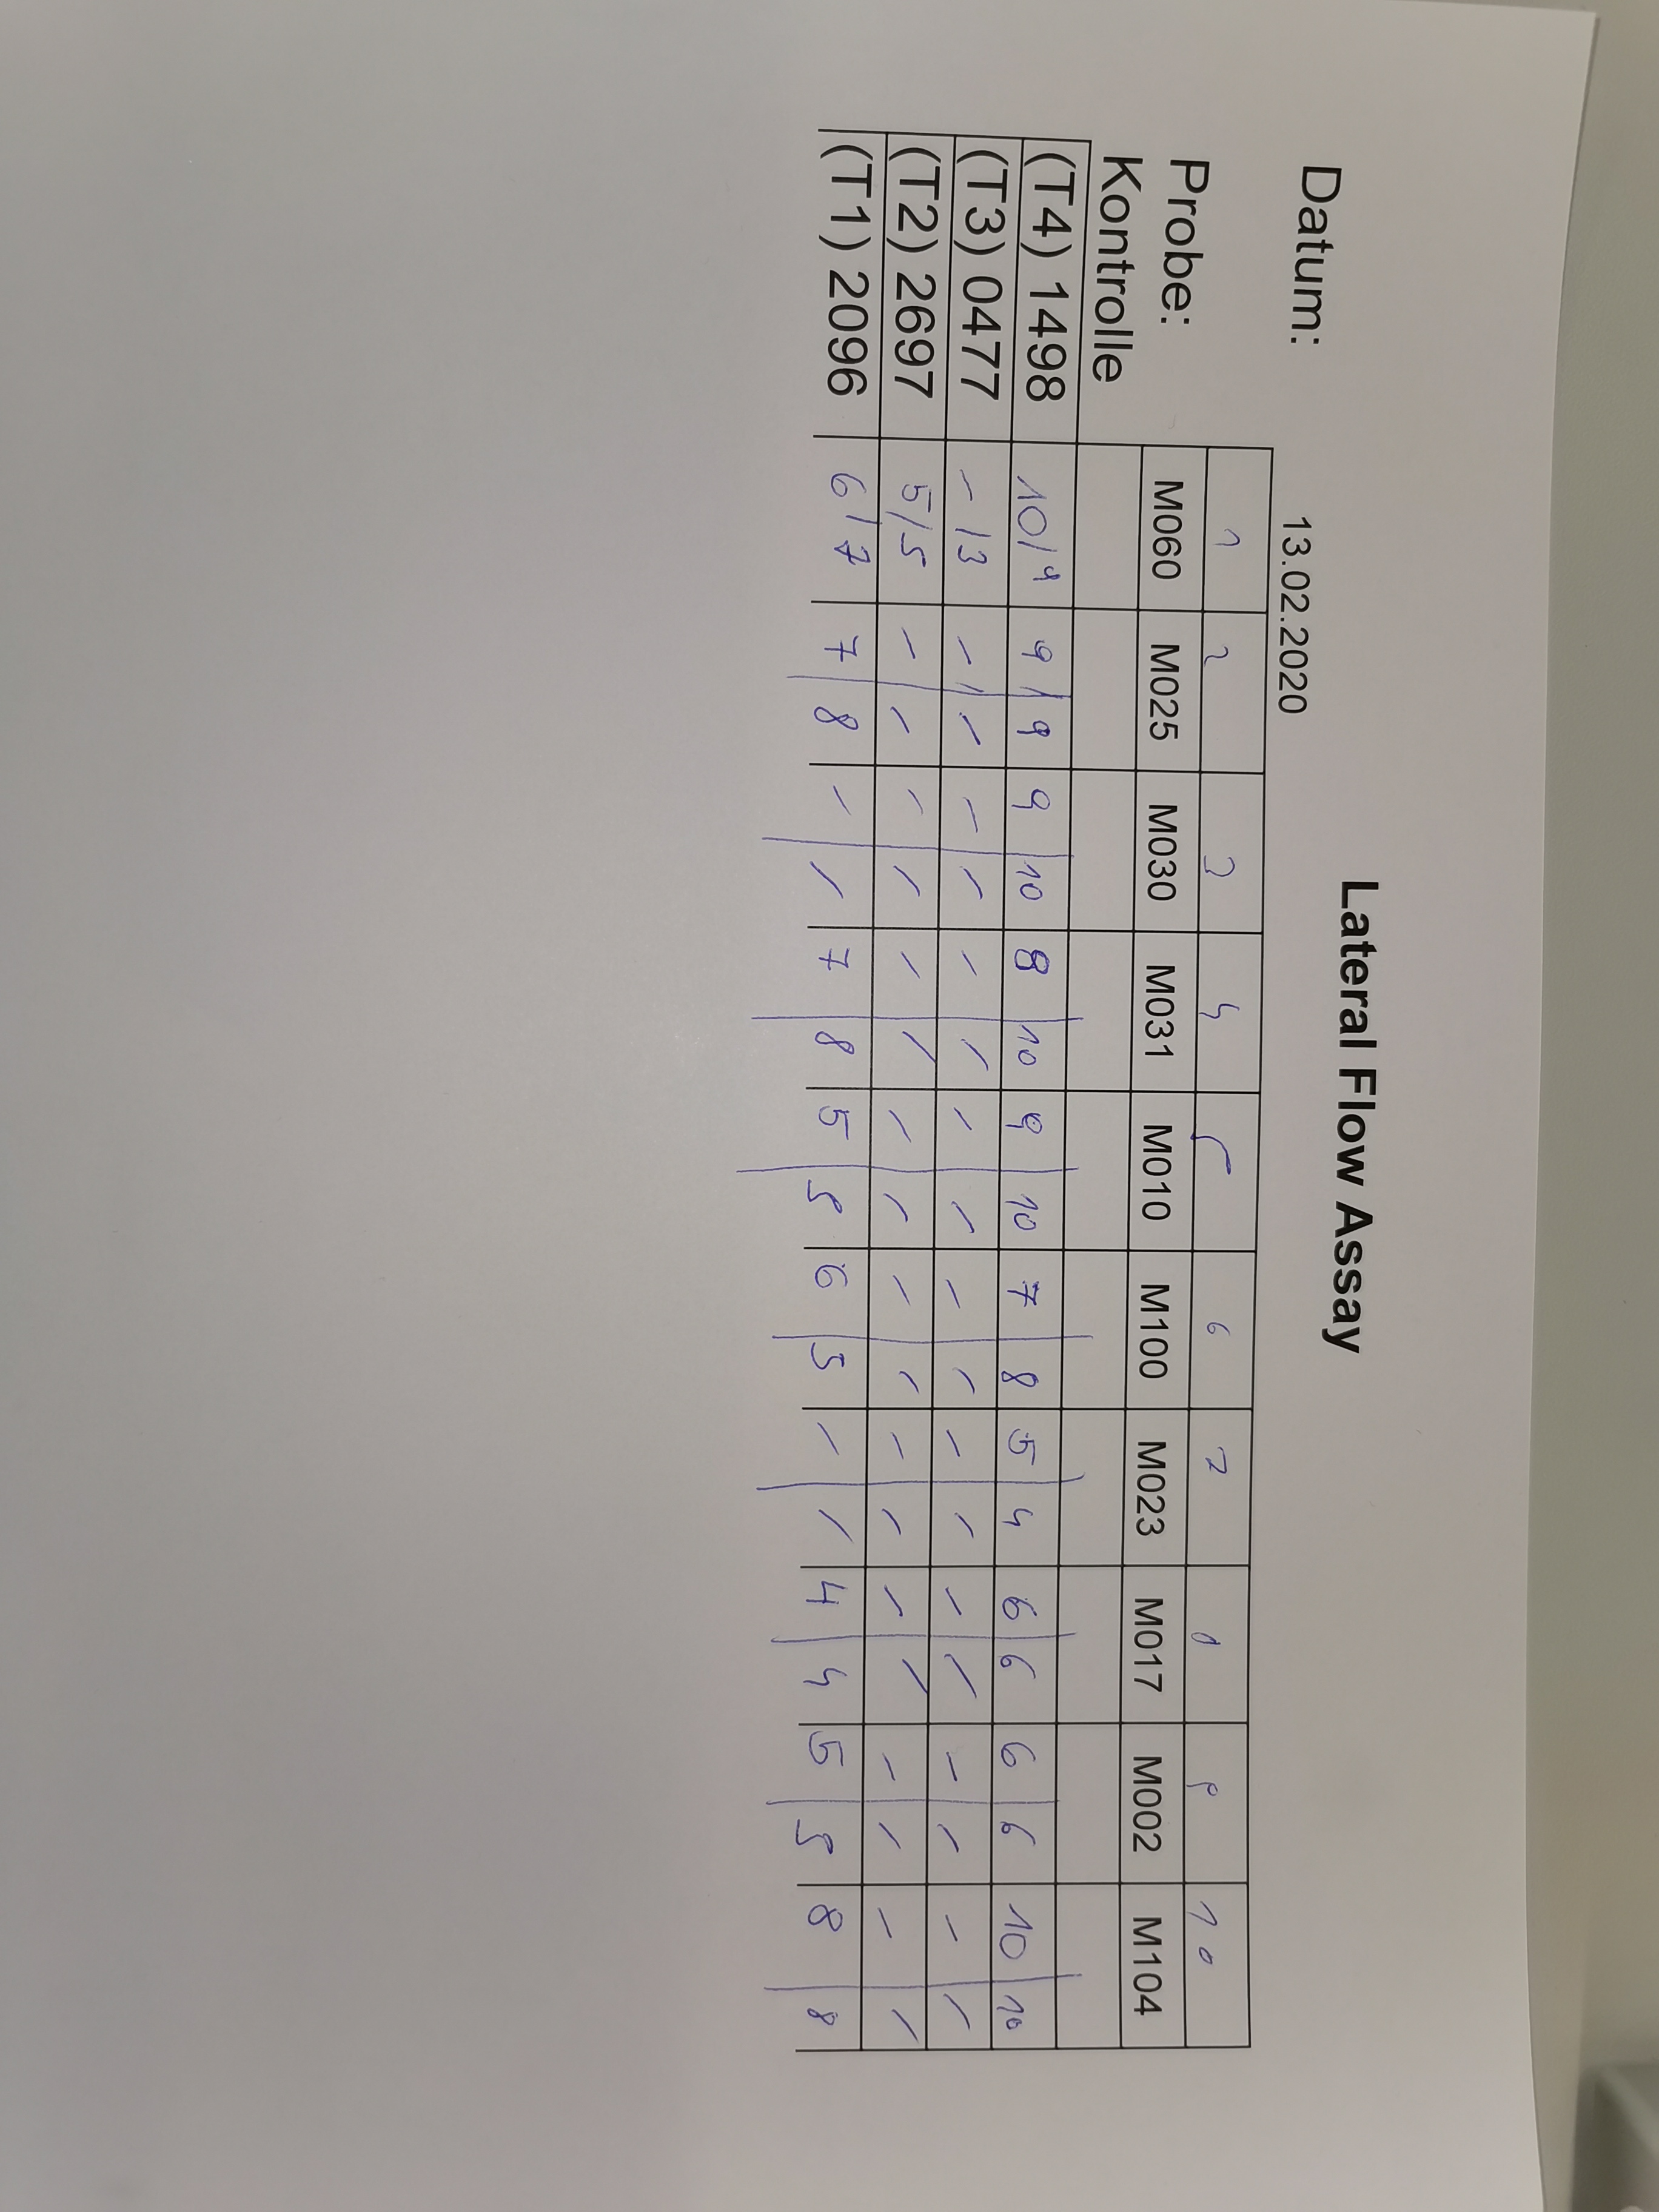 Lateral Flow Assay
Datum: 13.02.2020
1 2 3 4 5 6 7 8 9 10
Probe: M060 M025 M030 M031 M010 M100 M023 M017 M002 M104
Kontrolle
(T4) 1498 10/9 9/9 9|10 8|10 9|10 7|8 5|4 6|6 6|6 10|10
(T3) 0477 -/3 -/- -|- -|- -|- -|- -|- -|- -|- -|-
(T2) 2697 5/5 -|- -|- -|- -|- -|- -|- -|- -|- -|-
(T1) 2096 6/7 7|8 -|- 7|8 5|5 6|5 -|- 4|4 5|5 8|8